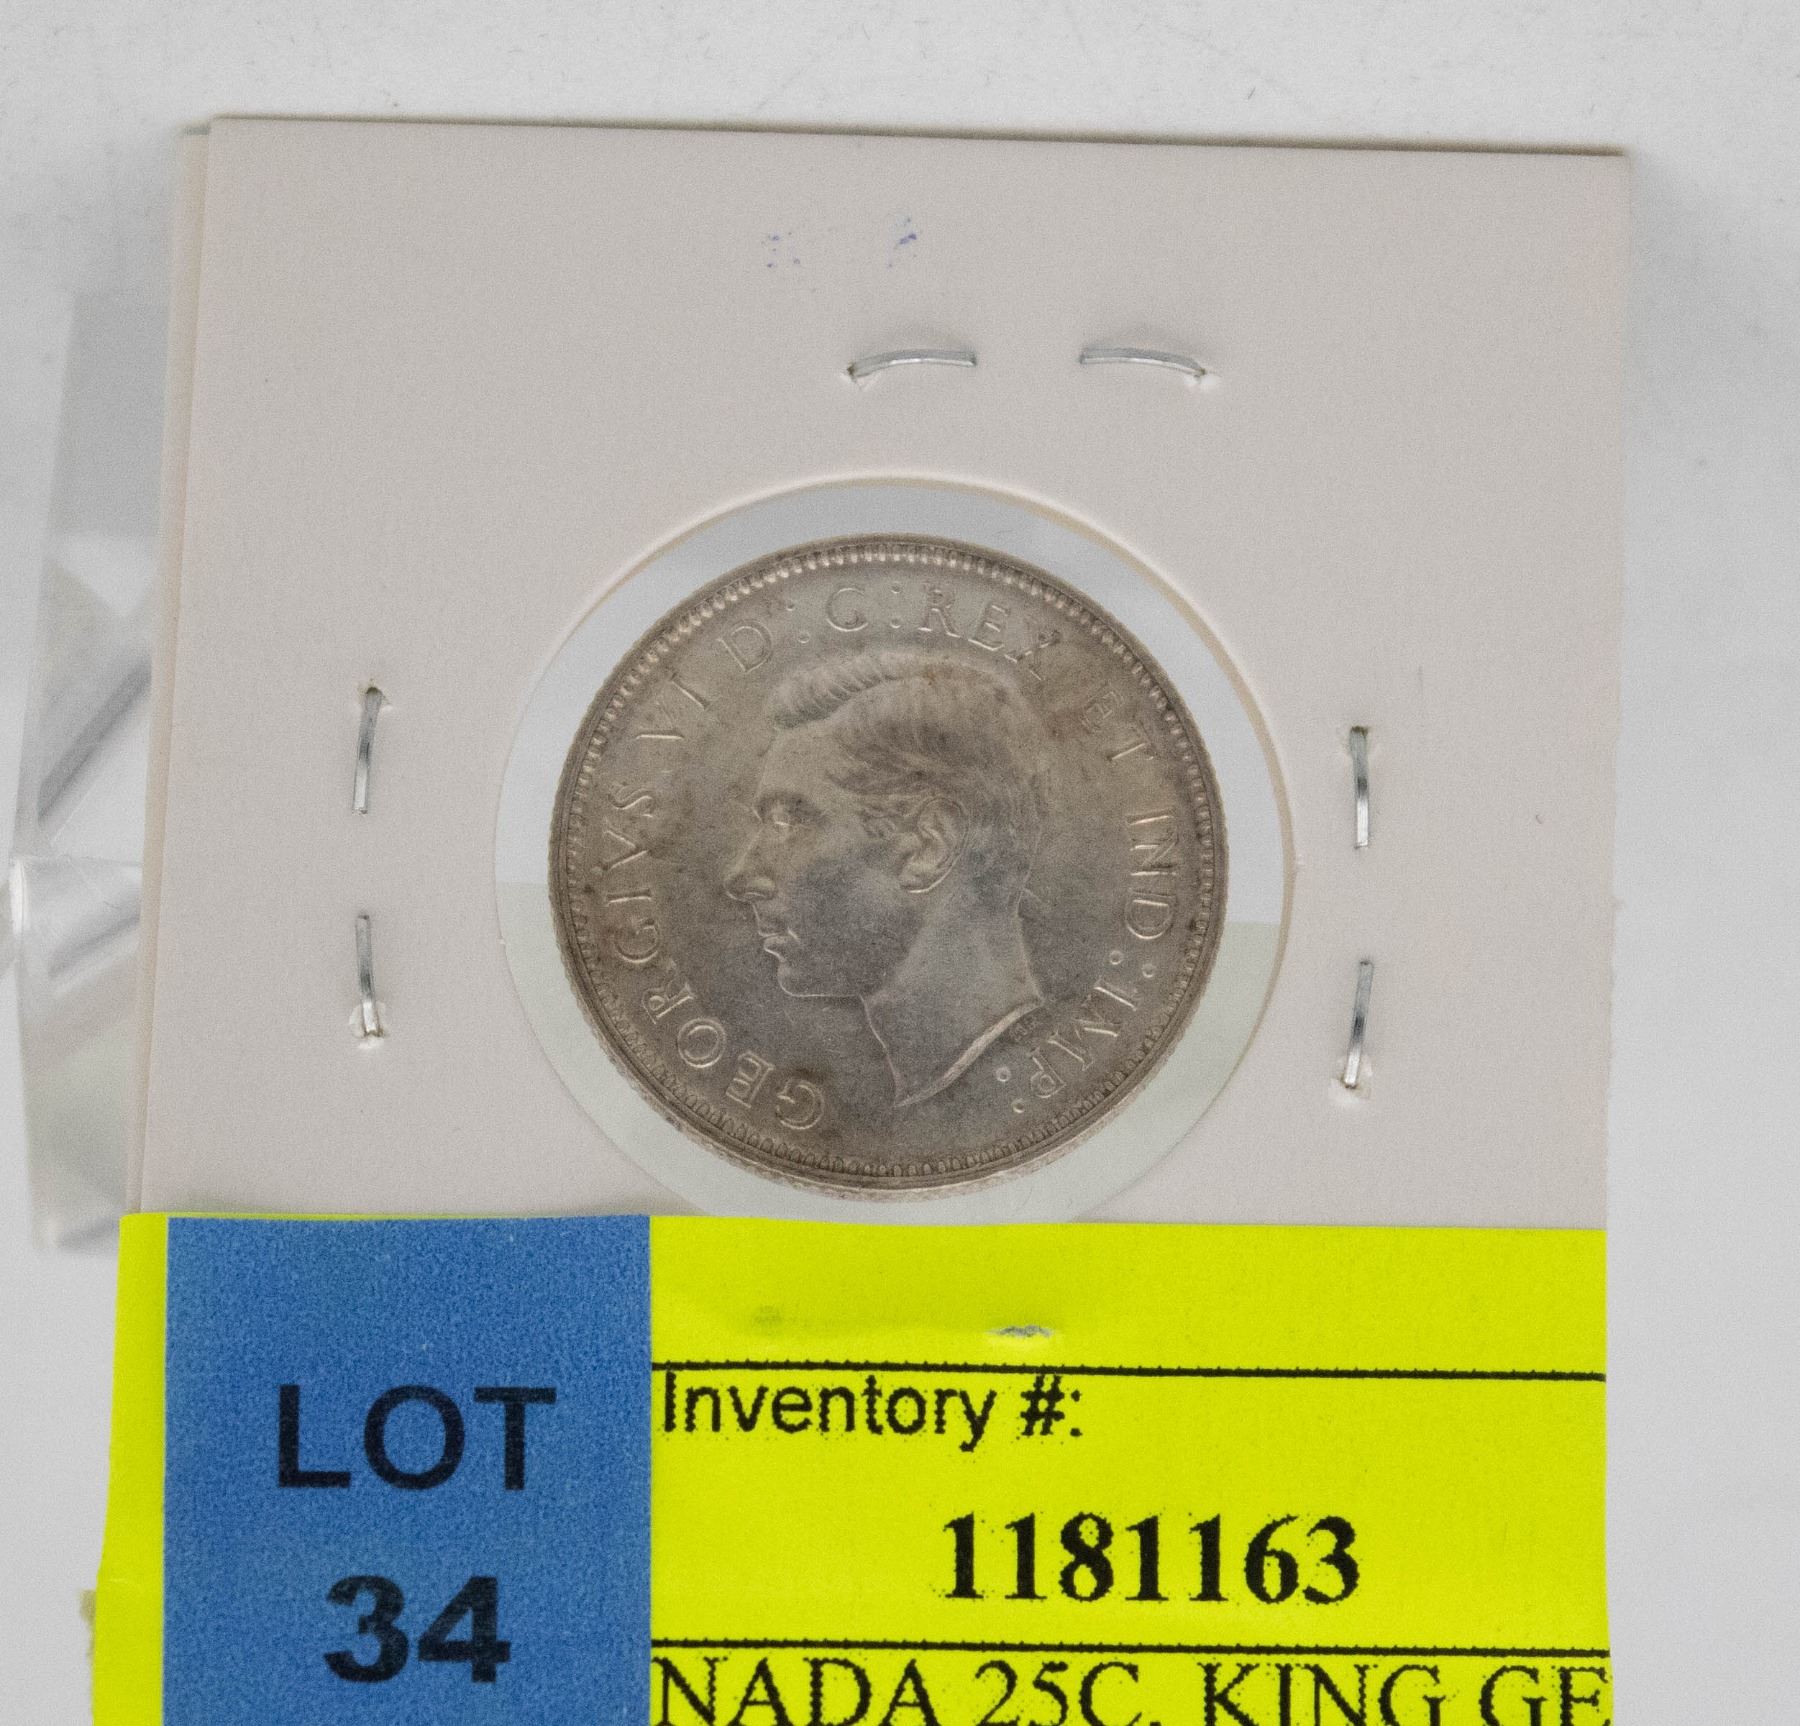 GEORGIVS VI D:G:REX ET IND:IMP:
LOT
34
Inventory #:
1181163
NADA 25C. KING GE